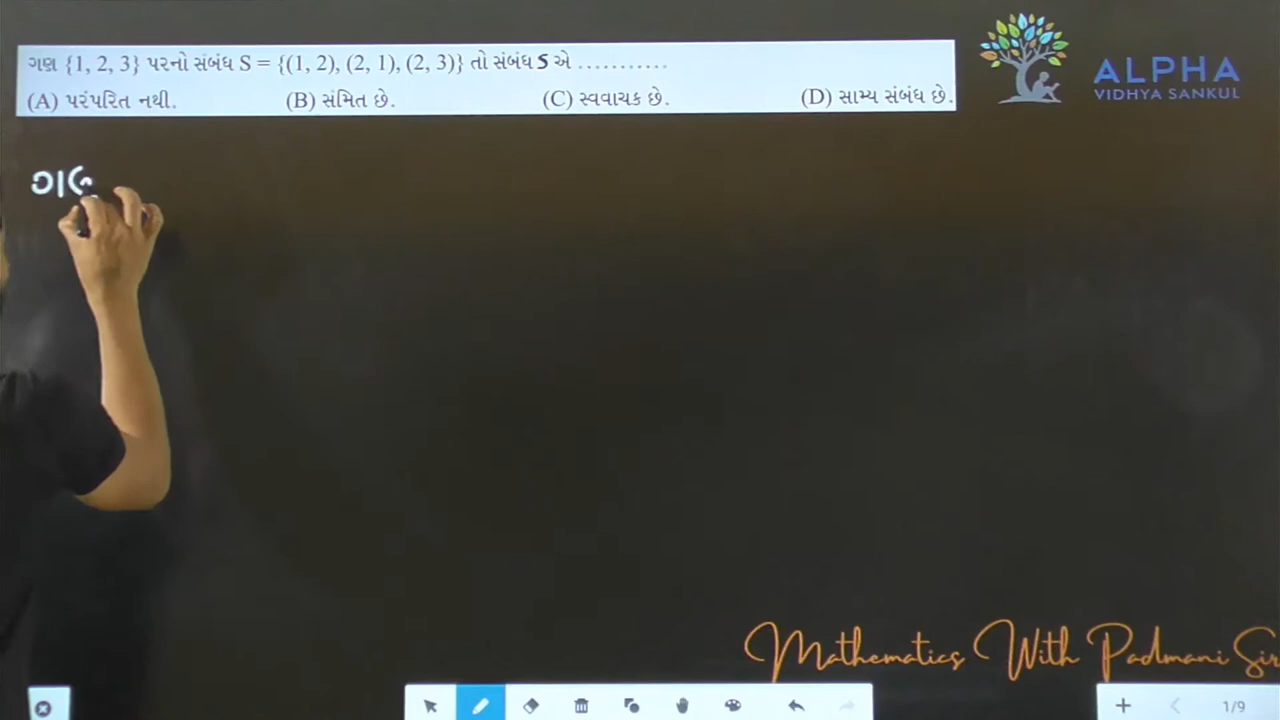 ગણ {1, 2, 3} પરનો સંબંધ S = {(1, 2), (2, 1), (2, 3)} તો સંબંધ S એ ...........
(A) પરંપરિત નથી. (B) સંમિત છે. (C) સ્વવાચક છે. (D) સામ્ય સંબંધ છે.
ALPHA
VIDHYA SANKUL
Mathematics With Padmani Sir
1/9